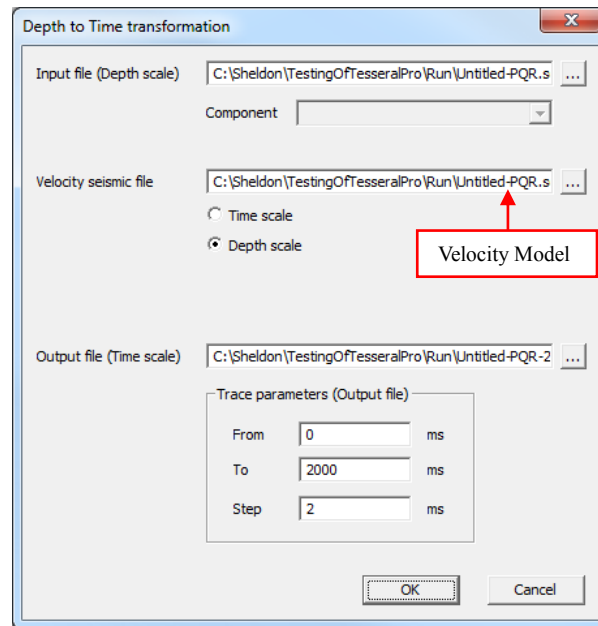 Depth to Time transformation
Input file (Depth scale) C:\Sheldon\TestingOfTesseralPro\Run\Untitled-PQR.s ...
Component
Velocity seismic file C:\Sheldon\TestingOfTesseralPro\Run\Untitled-PQR.s ...
Time scale
Depth scale
Velocity Model
Output file (Time scale) C:\Sheldon\TestingOfTesseralPro\Run\Untitled-PQR-2 ...
Trace parameters (Output file)
From 0 ms
To 2000 ms
Step 2 ms
OK Cancel